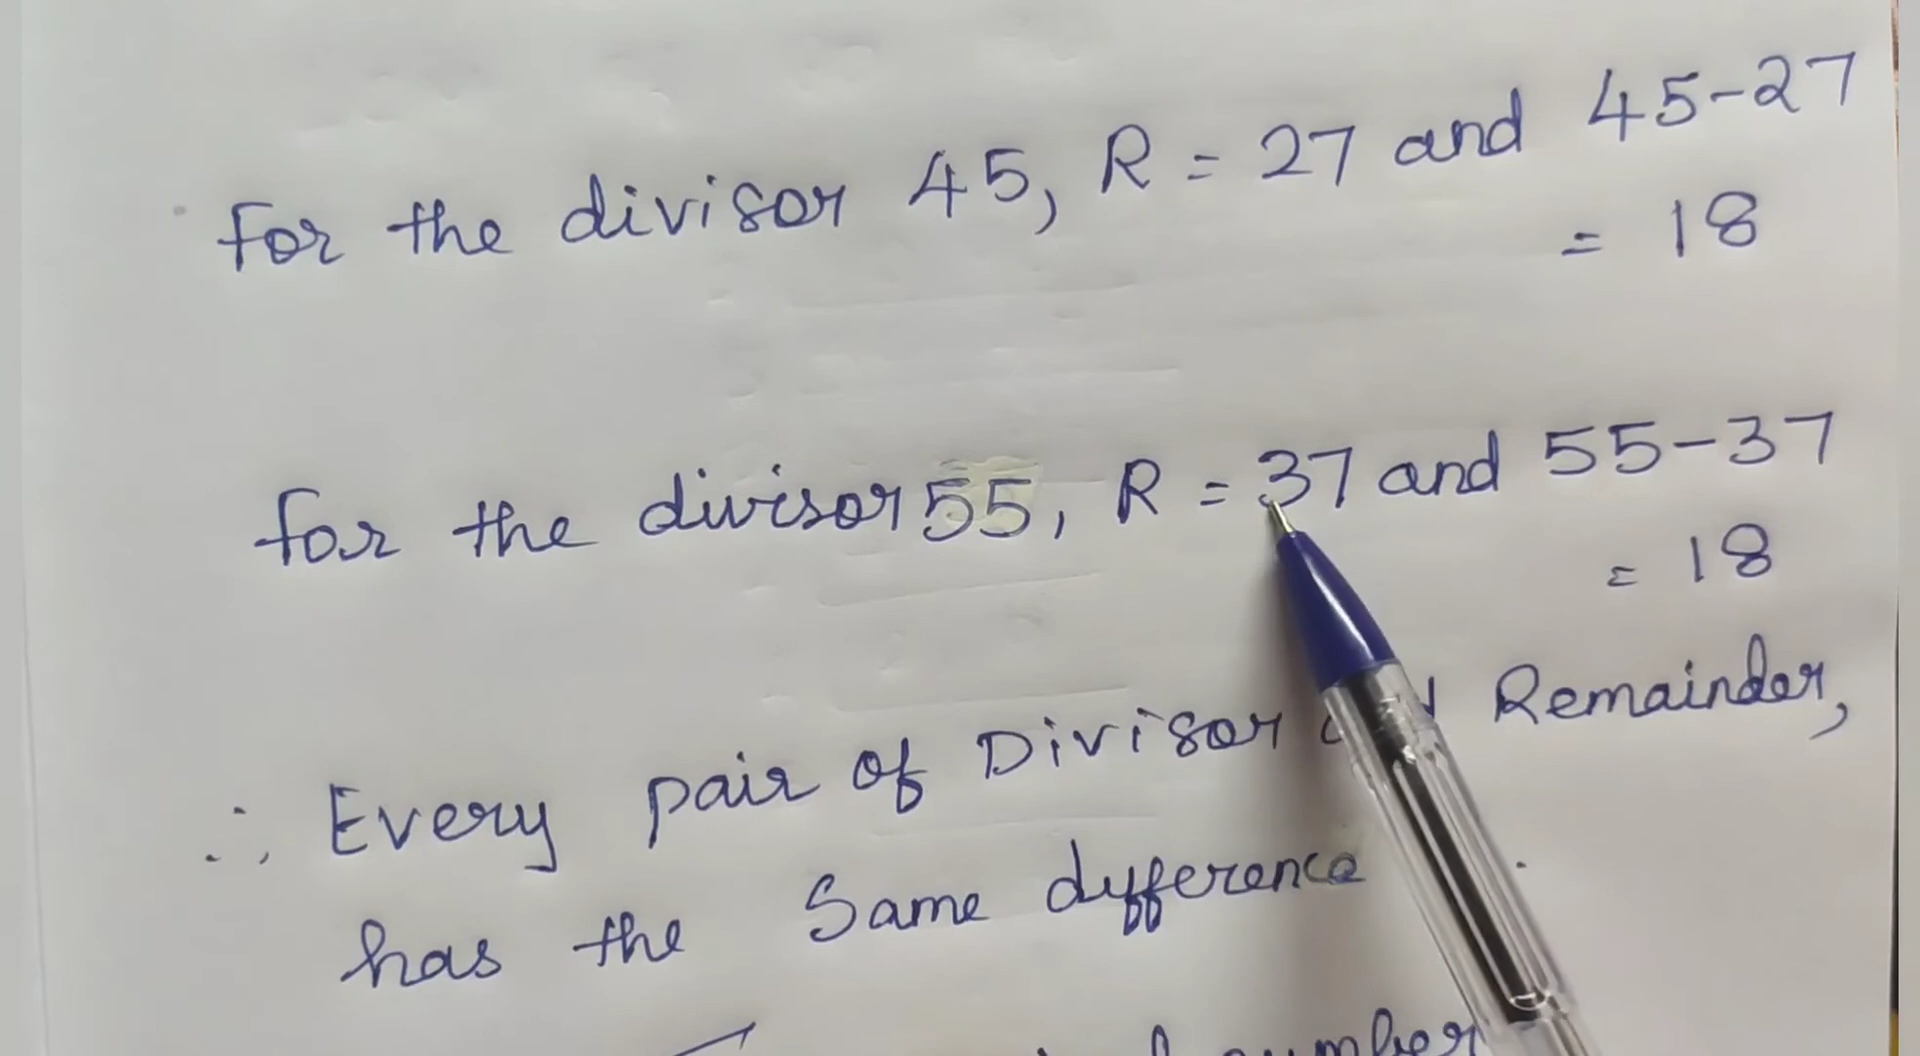 For the divisor 45, R = 27 and 45-27
= 18
for the divisor 55, R = 37 and 55-37
= 18
∴, Every pair of Divisor Remainder,
has the Same difference .
number